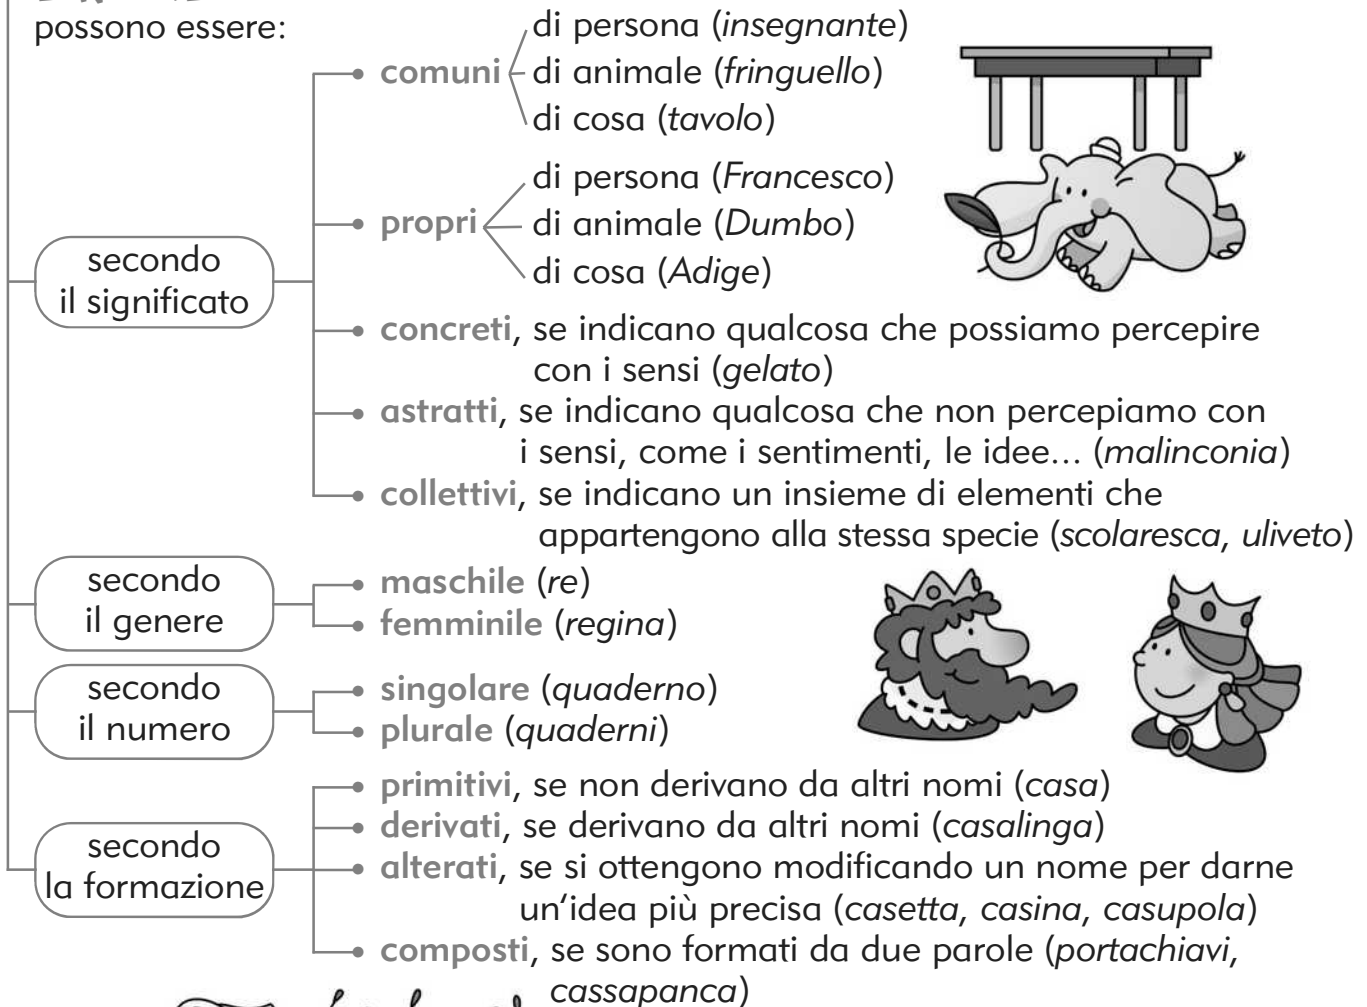 possono essere:
secondo
il significato
comuni
di persona (insegnante)
di animale (fringuello)
di cosa (tavolo)
propri
di persona (Francesco)
di animale (Dumbo)
di cosa (Adige)
concreti, se indicano qualcosa che possiamo percepire
con i sensi (gelato)
astratti, se indicano qualcosa che non percepiamo con
i sensi, come i sentimenti, le idee... (malinconia)
collettivi, se indicano un insieme di elementi che
appartengono alla stessa specie (scolaresca, uliveto)
secondo
il genere
maschile (re)
femminile (regina)
secondo
il numero
singolare (quaderno)
plurale (quaderni)
secondo
la formazione
primitivi, se non derivano da altri nomi (casa)
derivati, se derivano da altri nomi (casalinga)
alterati, se si ottengono modificando un nome per darne
un'idea più precisa (casetta, casina, casupola)
composti, se sono formati da due parole (portachiavi,
cassapanca)